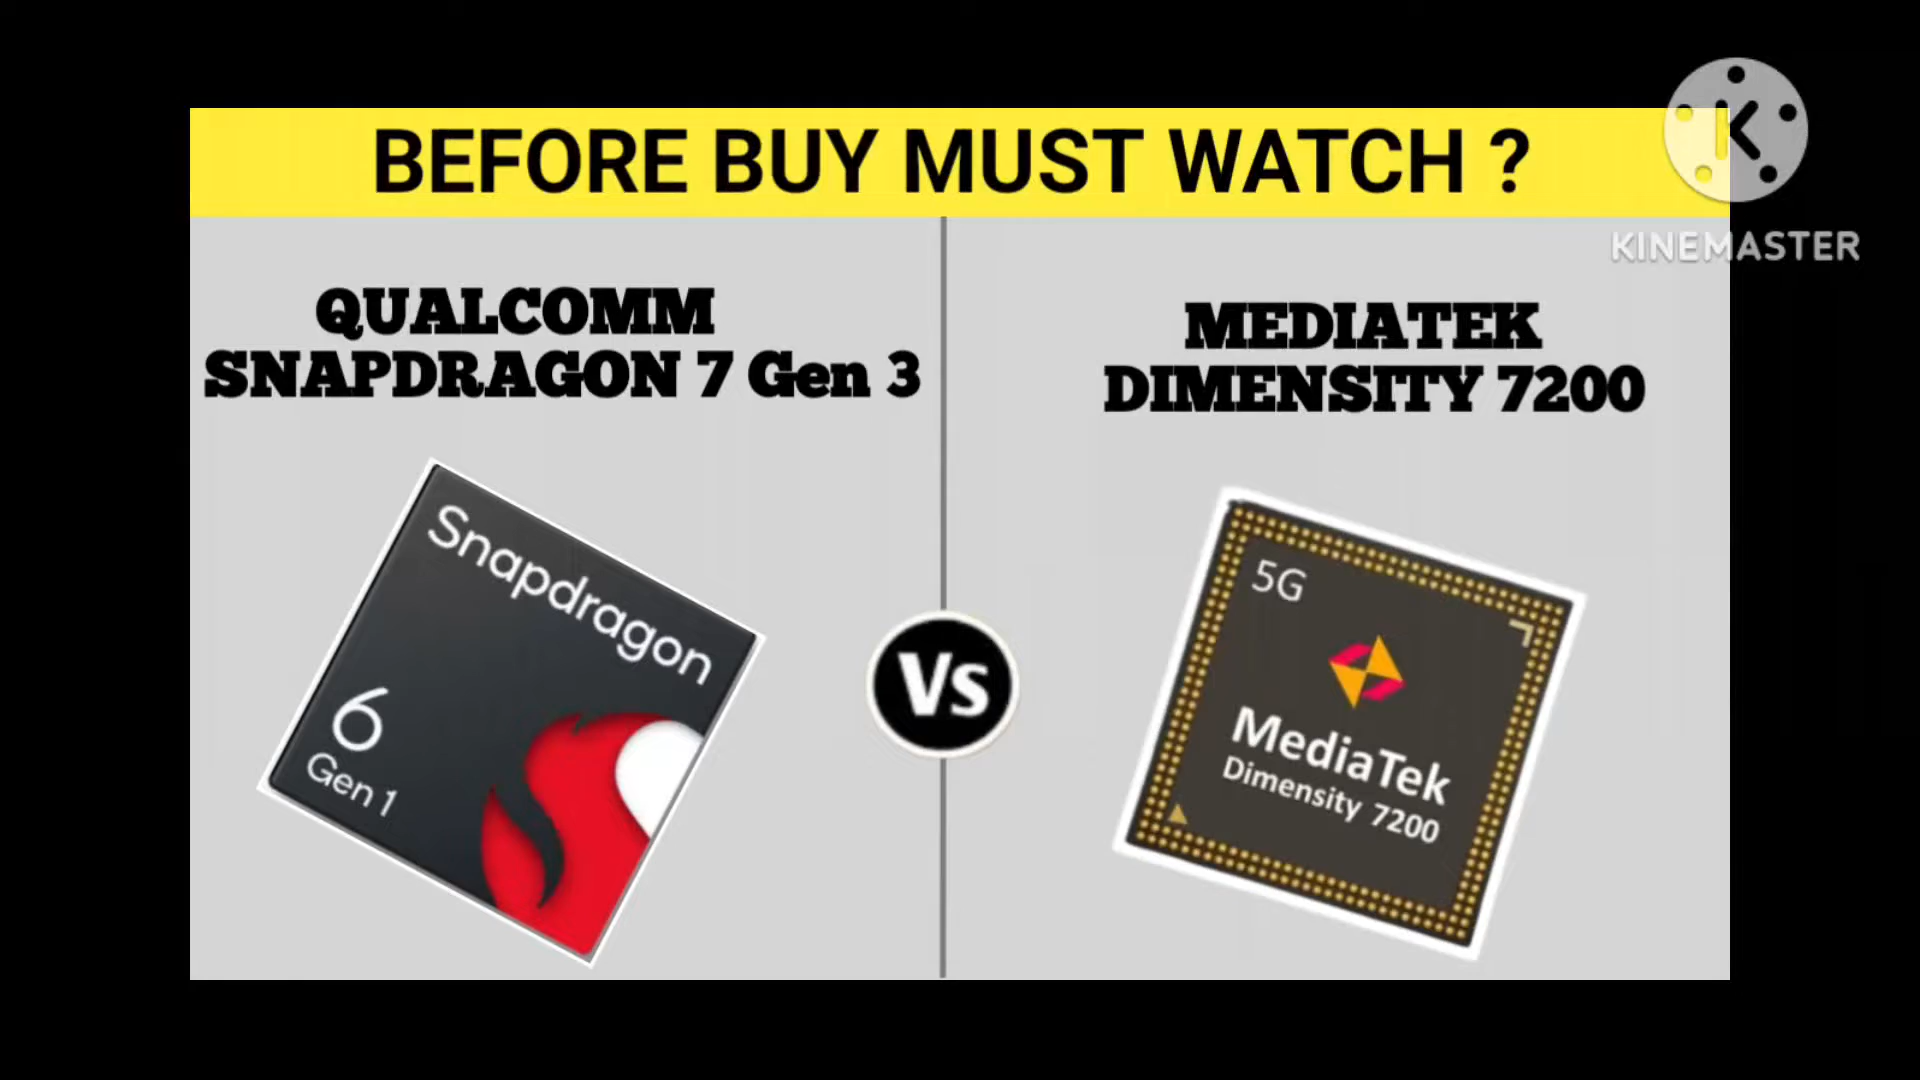 BEFORE BUY MUST WATCH ?
K
KINEMASTER
QUALCOMM
SNAPDRAGON 7 Gen 3
MEDIATEK
DIMENSITY 7200
Snapdragon
6
Gen 1
VS
5G
MediaTek
Dimensity 7200